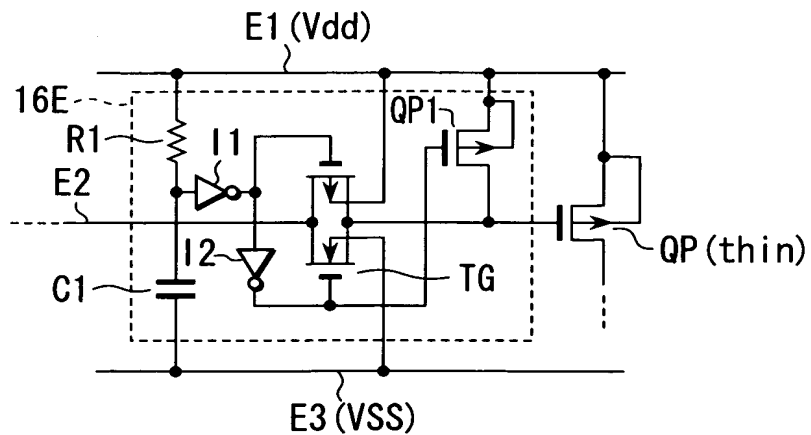 E1(Vdd)
16E
QP1
R1
I1
E2
I2
QP(thin)
C1
TG
E3(VSS)